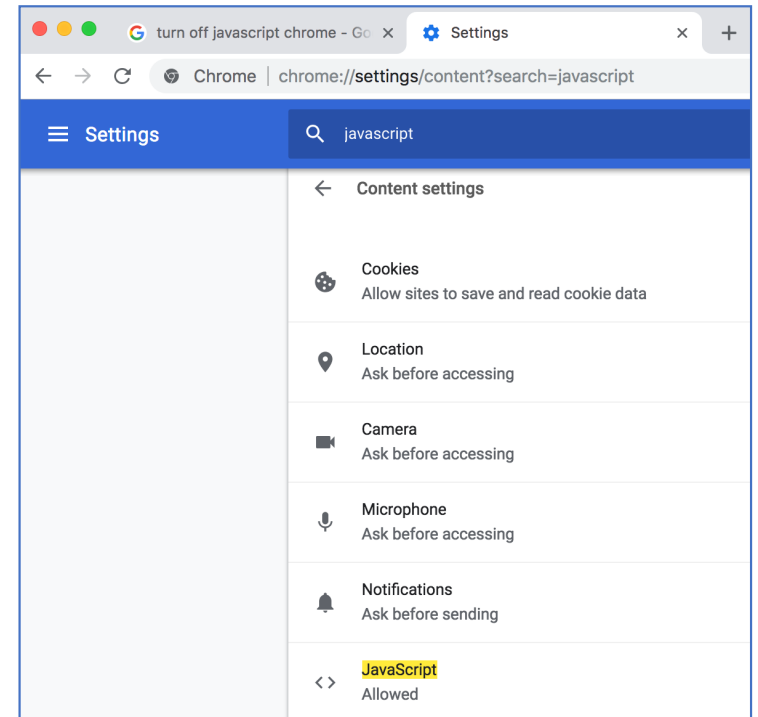 turn off javascript chrome - Go
Settings
Chrome | chrome://settings/content?search=javascript
Settings
javascript
Content settings
Cookies
Allow sites to save and read cookie data
Location
Ask before accessing
Camera
Ask before accessing
Microphone
Ask before accessing
Notifications
Ask before sending
JavaScript
Allowed